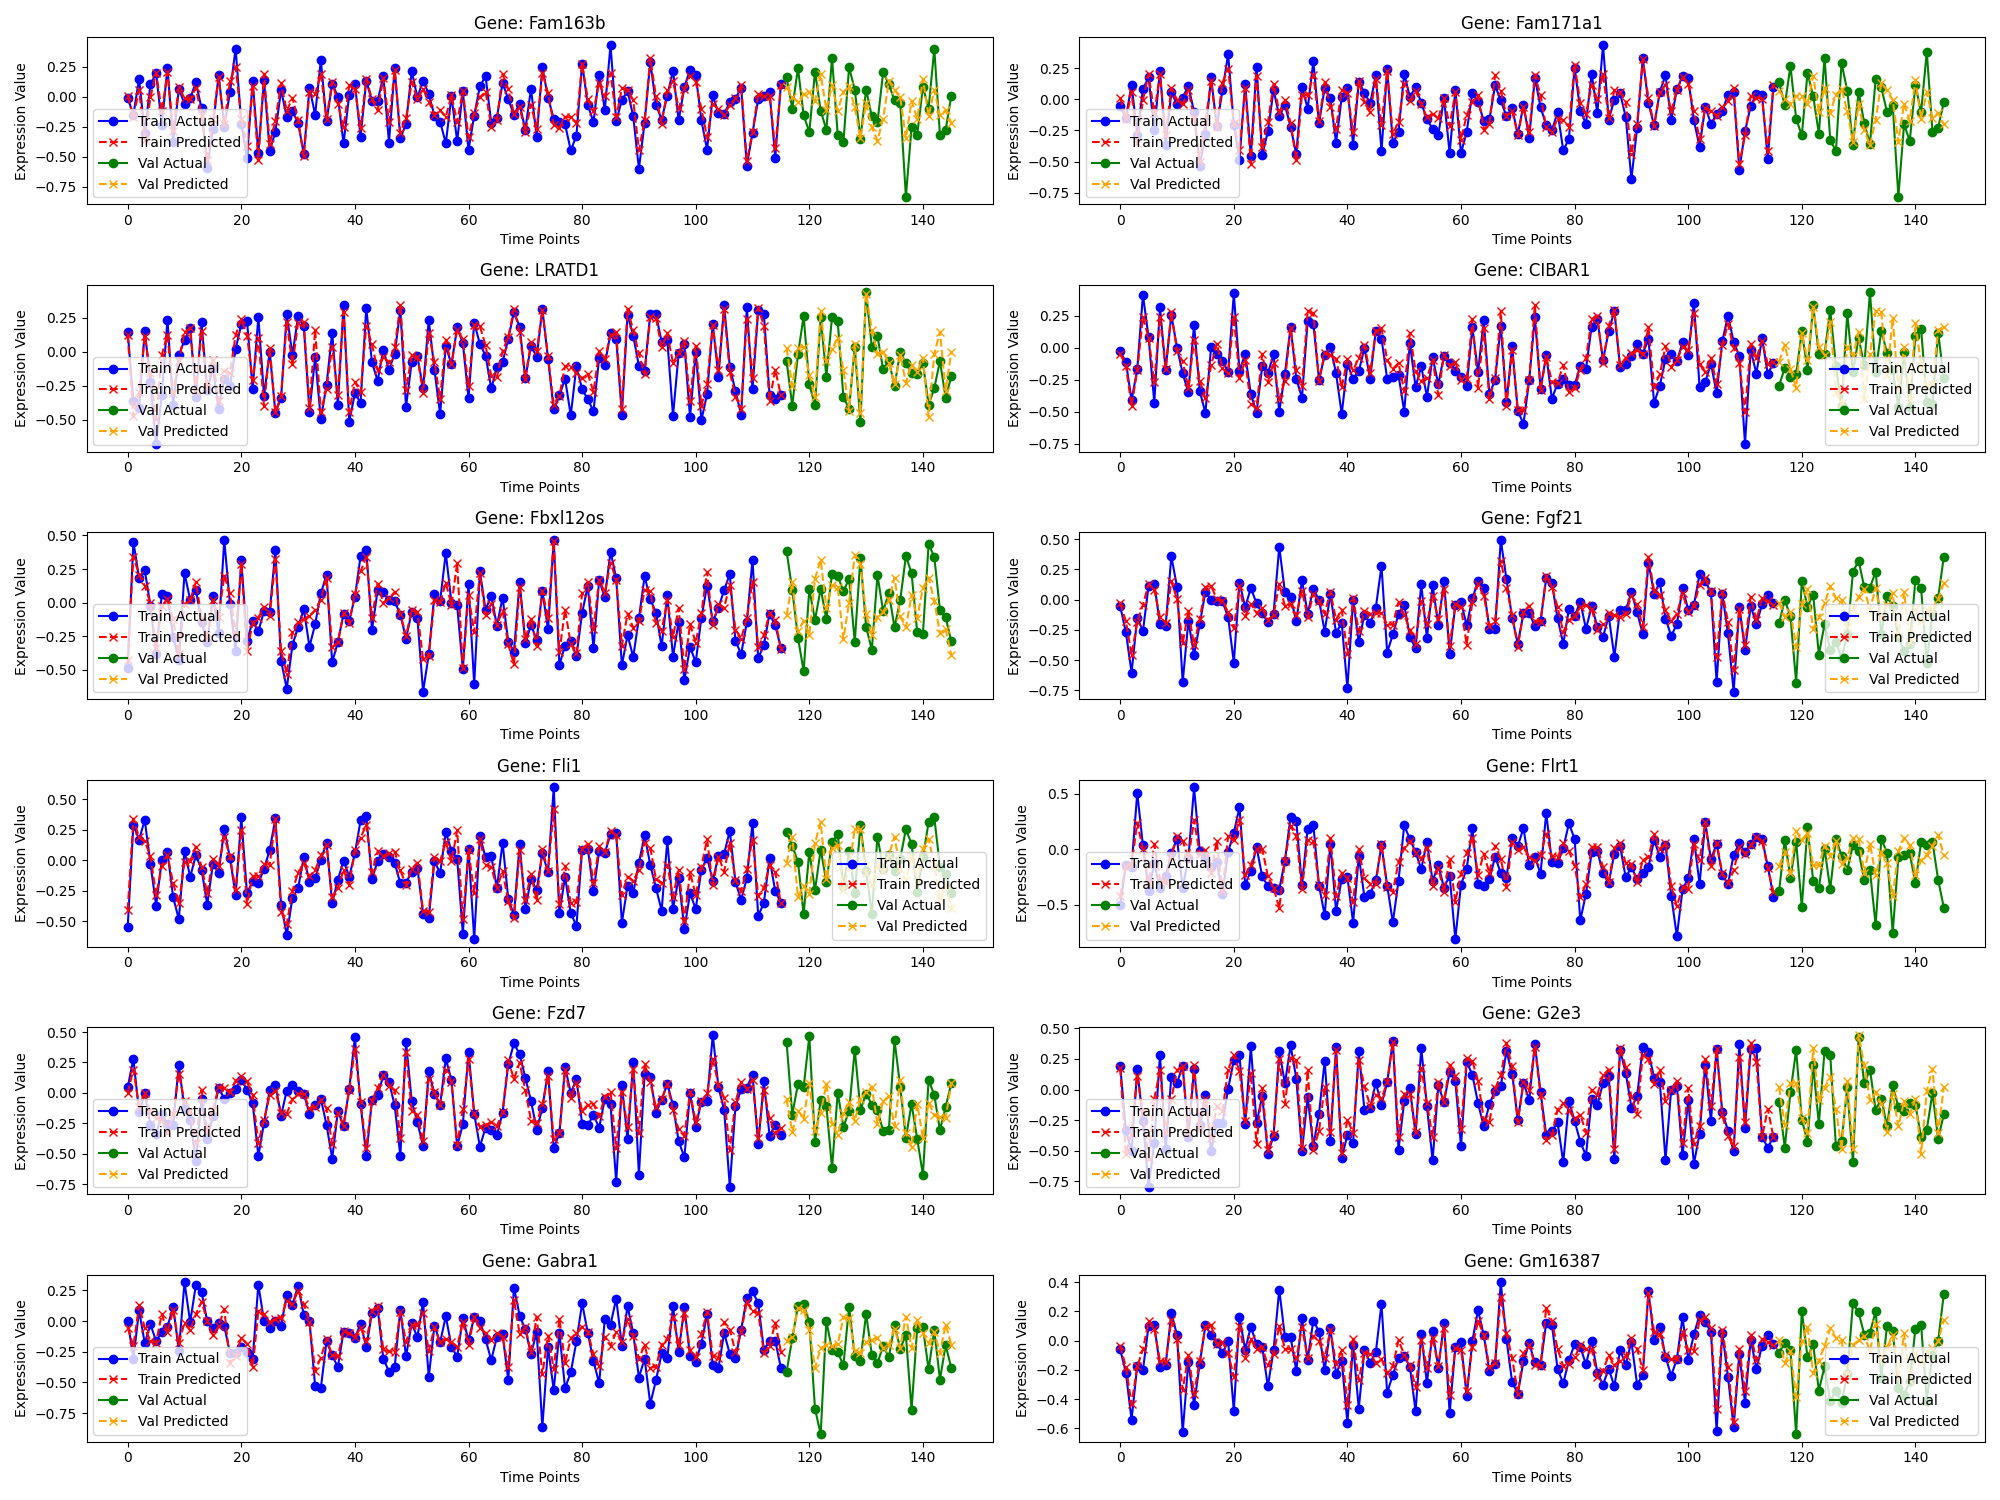 Gene: Fam163b
Expression Value
0.25
0.00
−0.25
−0.50
−0.75
Train Actual
Train Predicted
Val Actual
Val Predicted
0 20 40 60 80 100 120 140
Time Points
Gene: Fam171a1
Expression Value
0.25
0.00
−0.25
−0.50
−0.75
Train Actual
Train Predicted
Val Actual
Val Predicted
0 20 40 60 80 100 120 140
Time Points
Gene: LRATD1
Expression Value
0.25
0.00
−0.25
−0.50
Train Actual
Train Predicted
Val Actual
Val Predicted
0 20 40 60 80 100 120 140
Time Points
Gene: CIBAR1
Expression Value
0.25
0.00
−0.25
−0.50
−0.75
Train Actual
Train Predicted
Val Actual
Val Predicted
0 20 40 60 80 100 120 140
Time Points
Gene: Fbxl12os
Expression Value
0.50
0.25
0.00
−0.25
−0.50
Train Actual
Train Predicted
Val Actual
Val Predicted
0 20 40 60 80 100 120 140
Time Points
Gene: Fgf21
Expression Value
0.50
0.25
0.00
−0.25
−0.50
−0.75
Train Actual
Train Predicted
Val Actual
Val Predicted
0 20 40 60 80 100 120 140
Time Points
Gene: Fli1
Expression Value
0.50
0.25
0.00
−0.25
−0.50
Train Actual
Train Predicted
Val Actual
Val Predicted
0 20 40 60 80 100 120 140
Time Points
Gene: Flrt1
Expression Value
0.5
0.0
−0.5
Train Actual
Train Predicted
Val Actual
Val Predicted
0 20 40 60 80 100 120 140
Time Points
Gene: Fzd7
Expression Value
0.50
0.25
0.00
−0.25
−0.50
−0.75
Train Actual
Train Predicted
Val Actual
Val Predicted
0 20 40 60 80 100 120 140
Time Points
Gene: G2e3
Expression Value
0.50
0.25
0.00
−0.25
−0.50
−0.75
Train Actual
Train Predicted
Val Actual
Val Predicted
0 20 40 60 80 100 120 140
Time Points
Gene: Gabra1
Expression Value
0.25
0.00
−0.25
−0.50
−0.75
Train Actual
Train Predicted
Val Actual
Val Predicted
0 20 40 60 80 100 120 140
Time Points
Gene: Gm16387
Expression Value
0.4
0.2
0.0
−0.2
−0.4
−0.6
Train Actual
Train Predicted
Val Actual
Val Predicted
0 20 40 60 80 100 120 140
Time Points